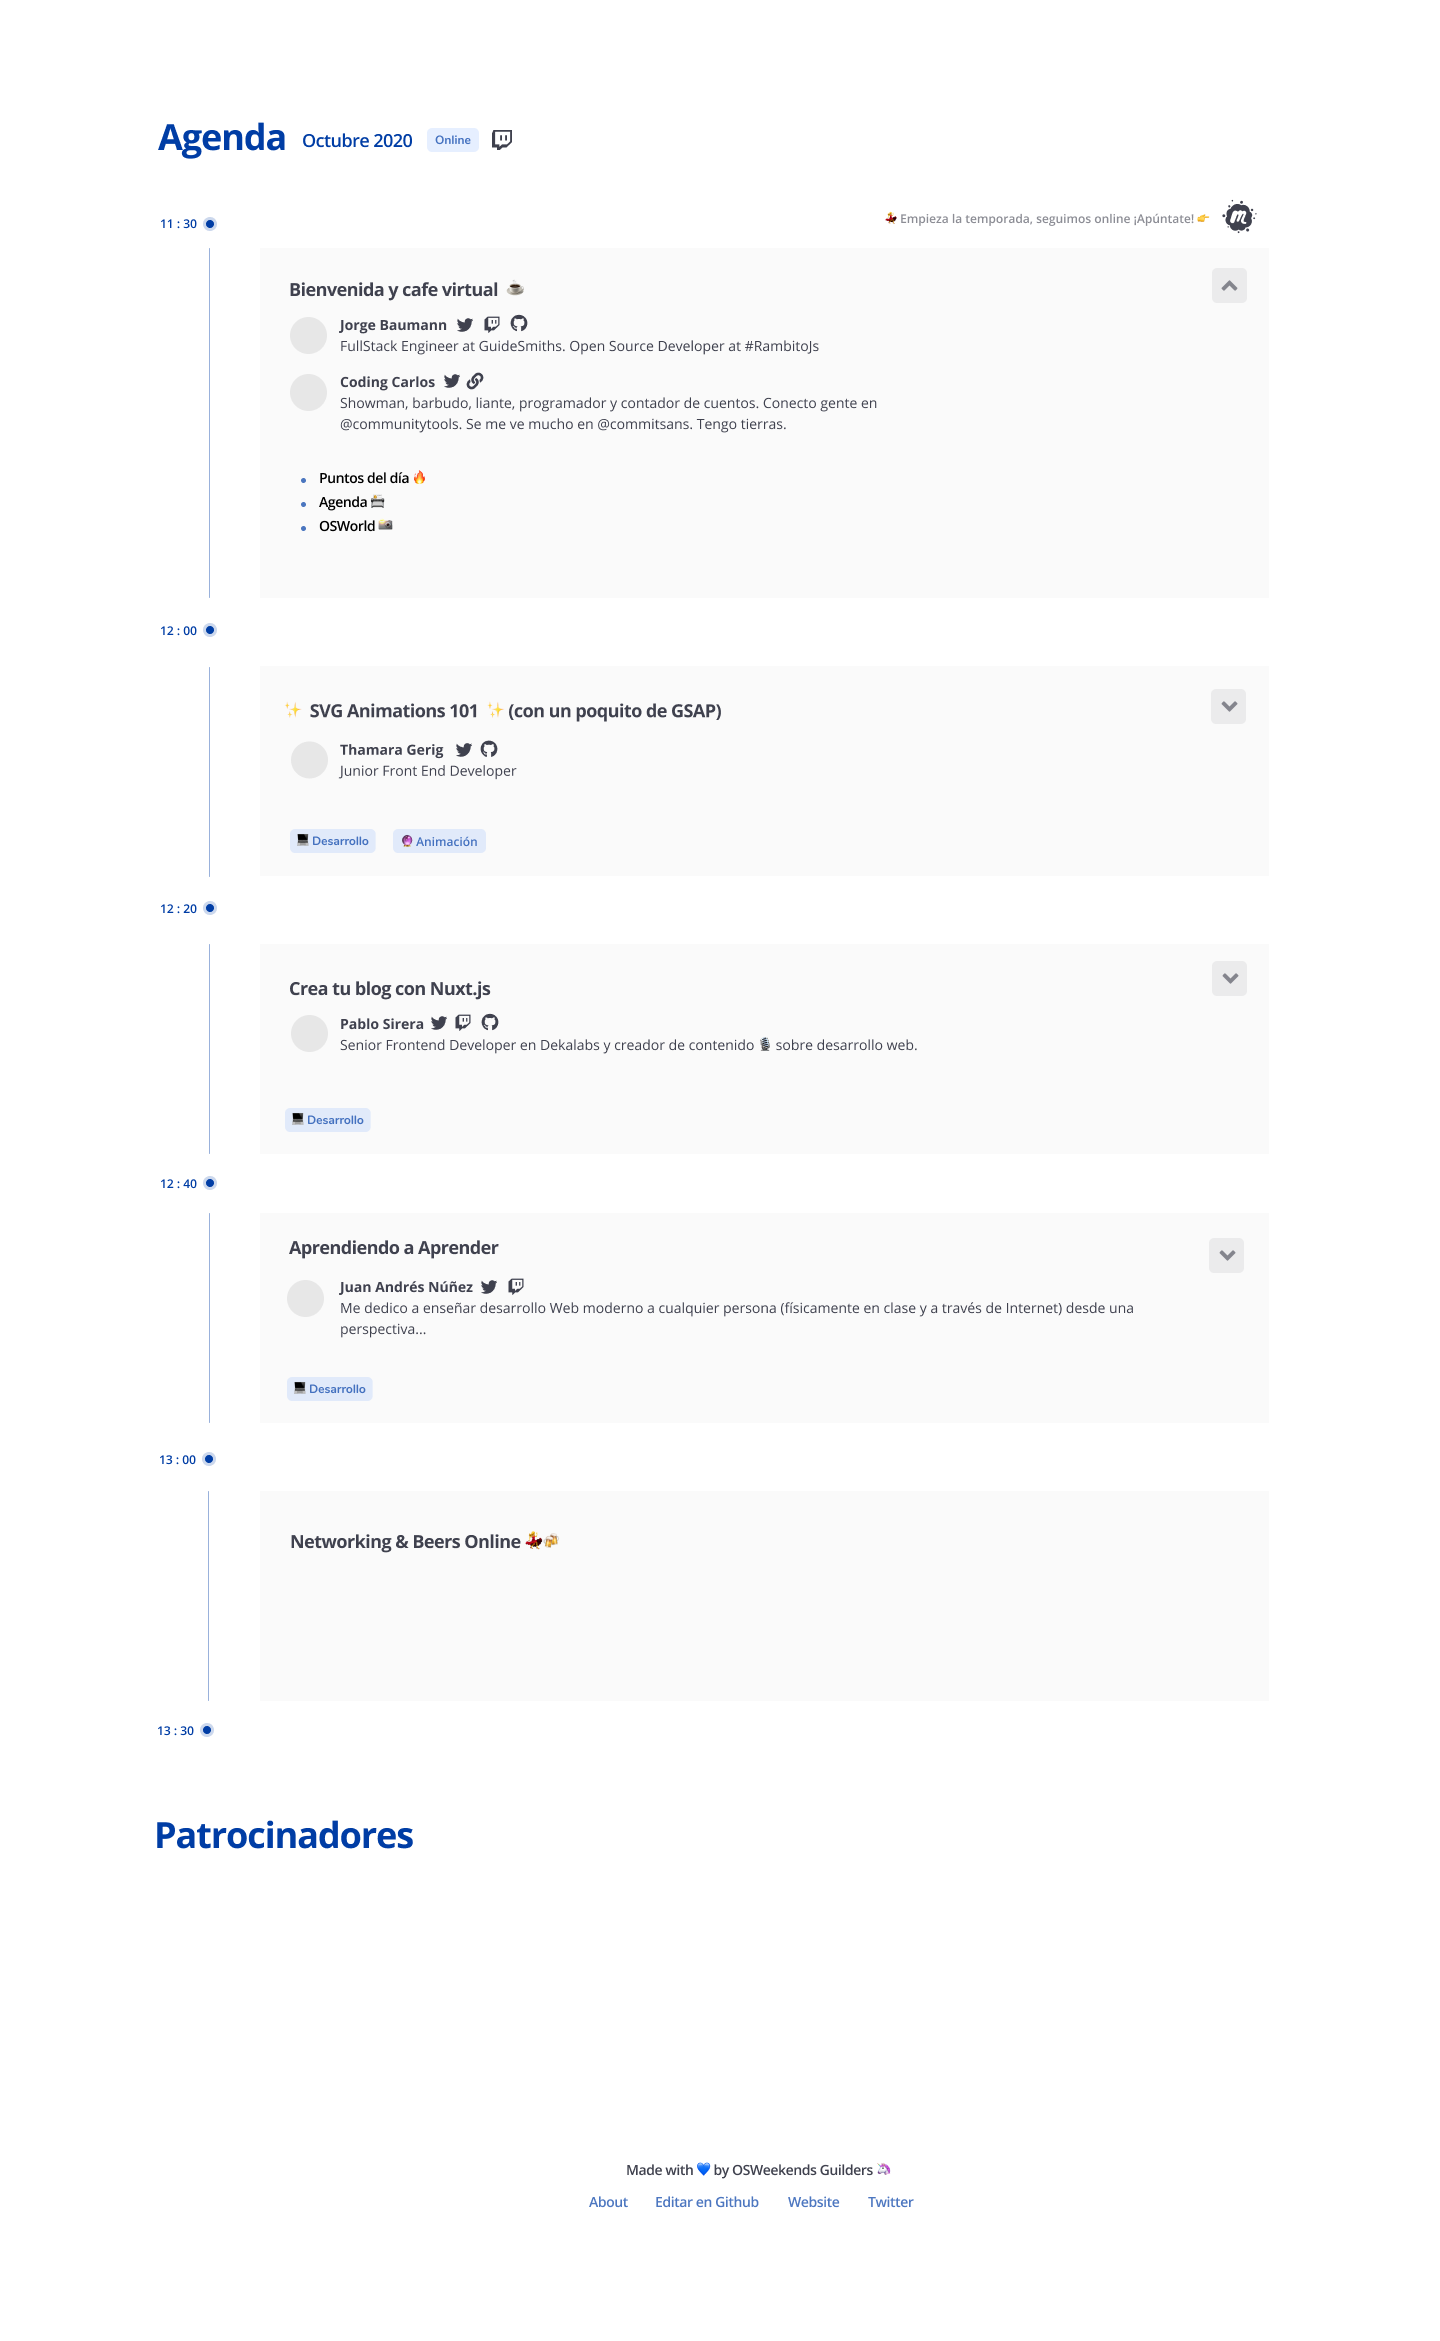 Agenda Octubre 2020 Online
11 : 30
💃 Empieza la temporada, seguimos online ¡Apúntate! 👉
m
Bienvenida y cafe virtual ☕
Jorge Baumann
FullStack Engineer at GuideSmiths. Open Source Developer at #RambitoJs
Coding Carlos
Showman, barbudo, liante, programador y contador de cuentos. Conecto gente en
@communitytools. Se me ve mucho en @commitsans. Tengo tierras.
Puntos del día 🔥
Agenda 📇
OSWorld 📸
12 : 00
✨ SVG Animations 101 ✨ (con un poquito de GSAP)
Thamara Gerig
Junior Front End Developer
💻 Desarrollo 🔮 Animación
12 : 20
Crea tu blog con Nuxt.js
Pablo Sirera
Senior Frontend Developer en Dekalabs y creador de contenido 🎙 sobre desarrollo web.
💻 Desarrollo
12 : 40
Aprendiendo a Aprender
Juan Andrés Núñez
Me dedico a enseñar desarrollo Web moderno a cualquier persona (físicamente en clase y a través de Internet) desde una
perspectiva...
💻 Desarrollo
13 : 00
Networking & Beers Online 💃🍻
13 : 30
Patrocinadores
Made with 💙 by OSWeekends Guilders 🦄
About Editar en Github Website Twitter